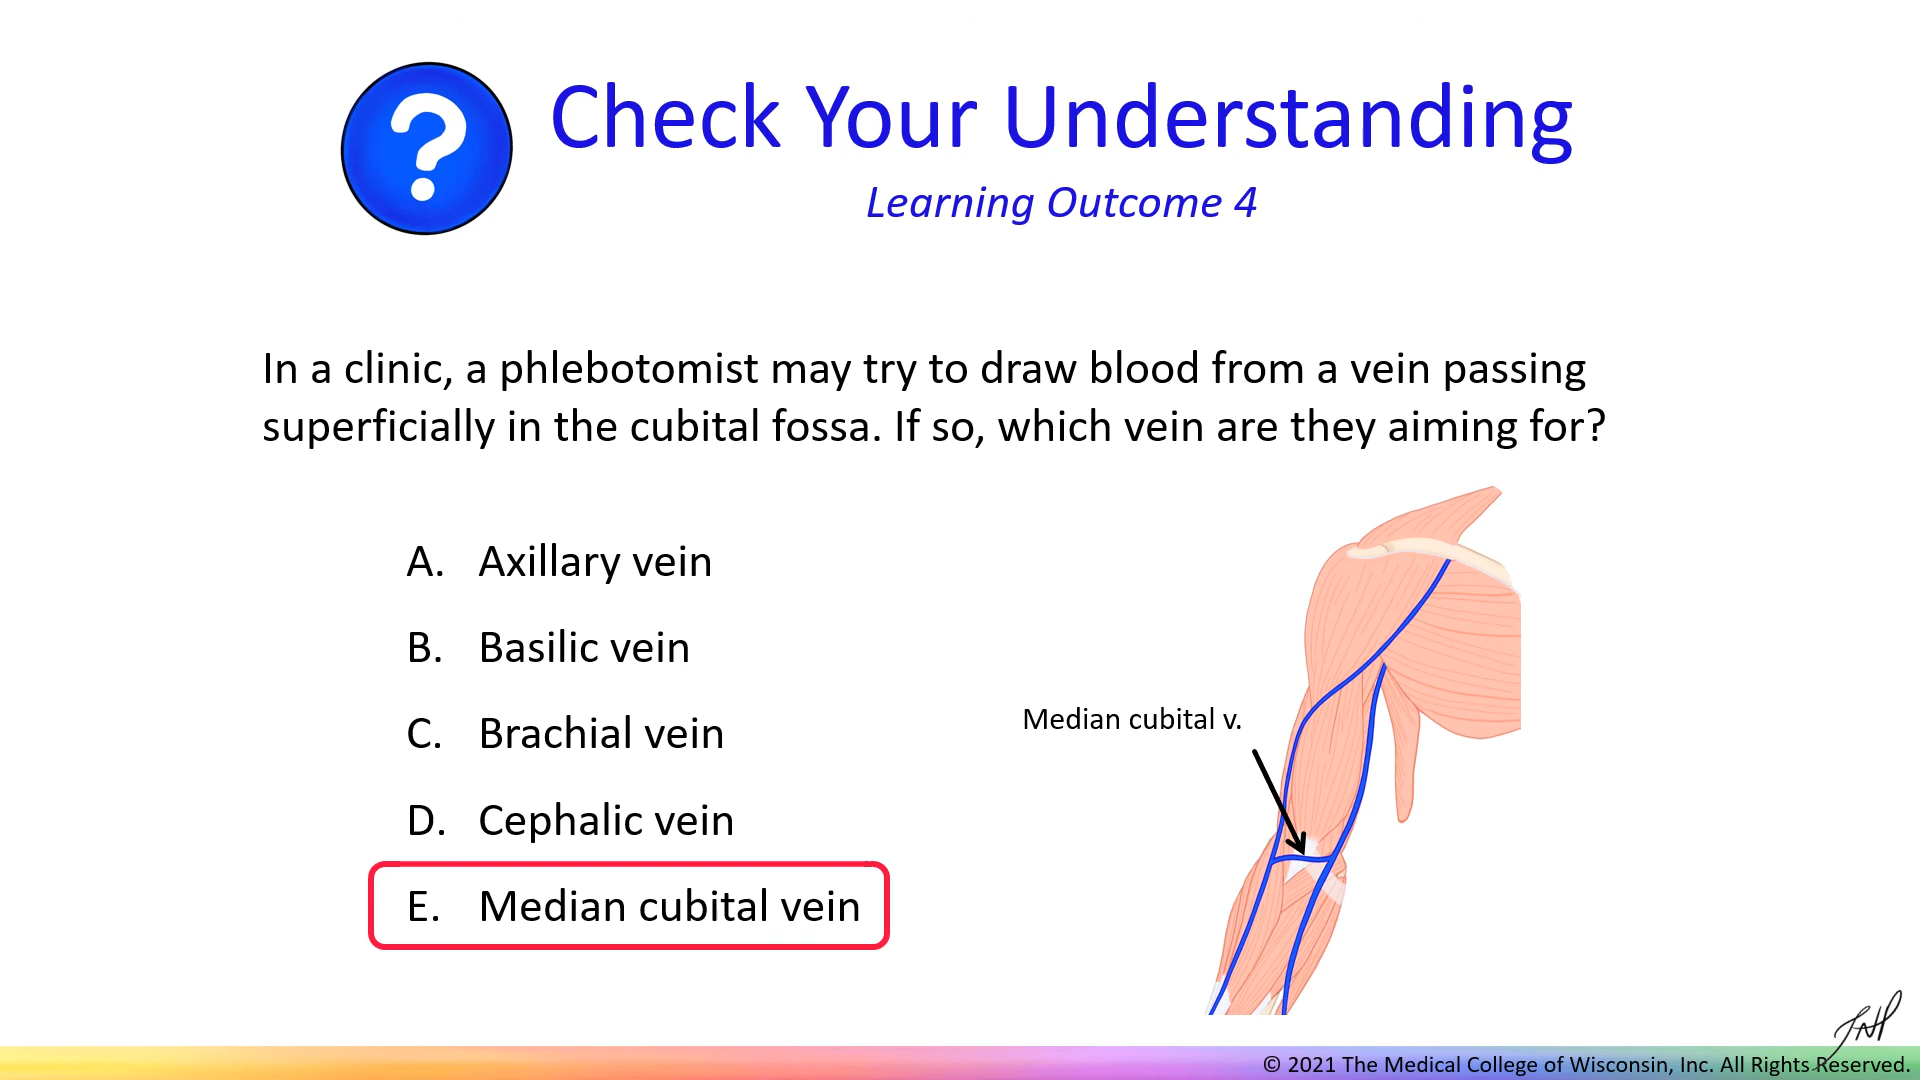 ?
Check Your Understanding
Learning Outcome 4
In a clinic, a phlebotomist may try to draw blood from a vein passing
superficially in the cubital fossa. If so, which vein are they aiming for?
A. Axillary vein
B. Basilic vein
C. Brachial vein
D. Cephalic vein
E. Median cubital vein
Median cubital v.
© 2021 The Medical College of Wisconsin, Inc. All Rights Reserved.